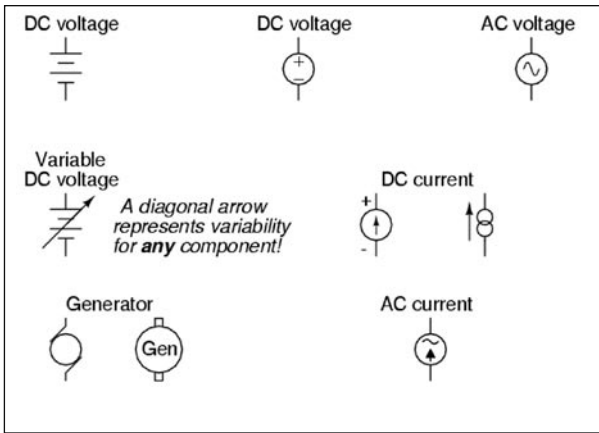 DC voltage
DC voltage
AC voltage
+
−
Variable
DC voltage
A diagonal arrow
represents variability
for any component!
DC current
+
-
Generator
Gen
AC current
~